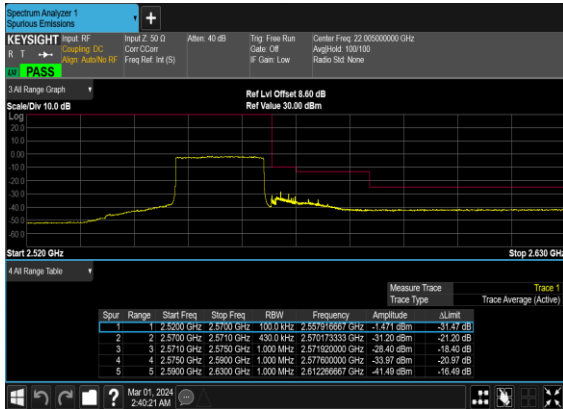 Spectrum Analyzer 1
Spurious Emissions
KEYSIGHT Input: RF Input Z: 50 Ω Atten: 40 dB Trig: Free Run Center Freq: 22.005000000 GHz
R T Coupling: DC Corr CCorr Gate: Off Avg|Hold: 100/100
Align: Auto/No RF Freq Ref: Int (S) IF Gain: Low Radio Std: None
LXI PASS
3 All Range Graph
Ref Lvl Offset 8.60 dB
Scale/Div 10.0 dB Ref Value 30.00 dBm
Log
20.0
10.0
0.00
-10.0
-20.0
-30.0
-40.0
-50.0
-60.0
Start 2.520 GHz Stop 2.630 GHz
4 All Range Table
Measure Trace Trace 1
Trace Type Trace Average (Active)
Spur Range Start Freq Stop Freq RBW Frequency Amplitude ΔLimit
1 1 2.5200 GHz 2.5700 GHz 100.0 kHz 2.557916667 GHz -1.471 dBm -31.47 dB
2 2 2.5700 GHz 2.5710 GHz 430.0 kHz 2.570173333 GHz -31.20 dBm -21.20 dB
3 3 2.5710 GHz 2.5750 GHz 1.000 MHz 2.571920000 GHz -28.40 dBm -18.40 dB
4 4 2.5750 GHz 2.5900 GHz 1.000 MHz 2.577600000 GHz -33.97 dBm -20.97 dB
5 5 2.5900 GHz 2.6300 GHz 1.000 MHz 2.612266667 GHz -41.49 dBm -16.49 dB
Mar 01, 2024
2:40:21 AM